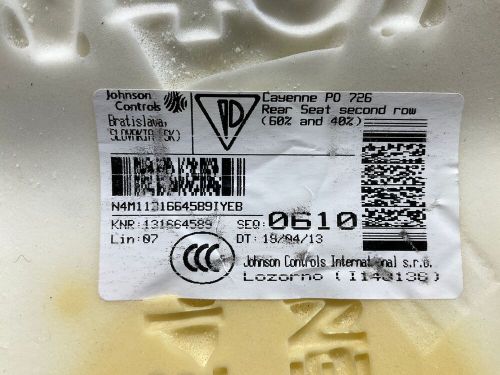 Johnson
Controls
Bratislava,
SLOVAKIA (SK)
PD
Cayenne PO 726
Rear Seat second row
(60% and 40%)
N4M1131664589IYEB
KNR:131664589 SEQ:0610
Lin:07 DT:19/04/13
CCC
Johnson Controls International s.r.o.
Lozorno (I140136)